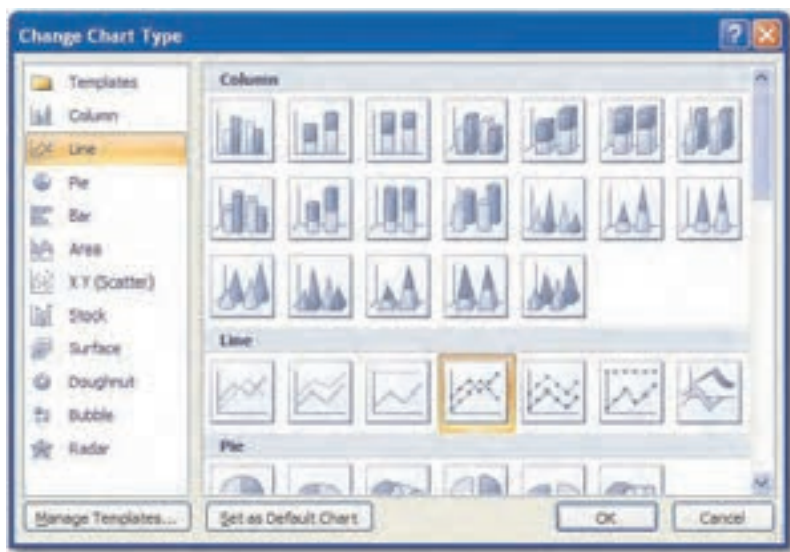 Change Chart Type
Templates
Column
Line
Pie
Bar
Area
X Y (Scatter)
Stock
Surface
Doughnut
Bubble
Radar
Column
Line
Pie
Manage Templates...
Set as Default Chart
OK
Cancel